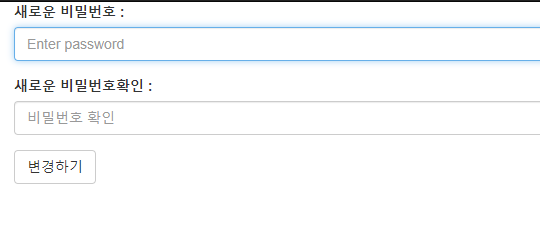 새로운 비밀번호 :
Enter password
새로운 비밀번호확인 :
비밀번호 확인
변경하기